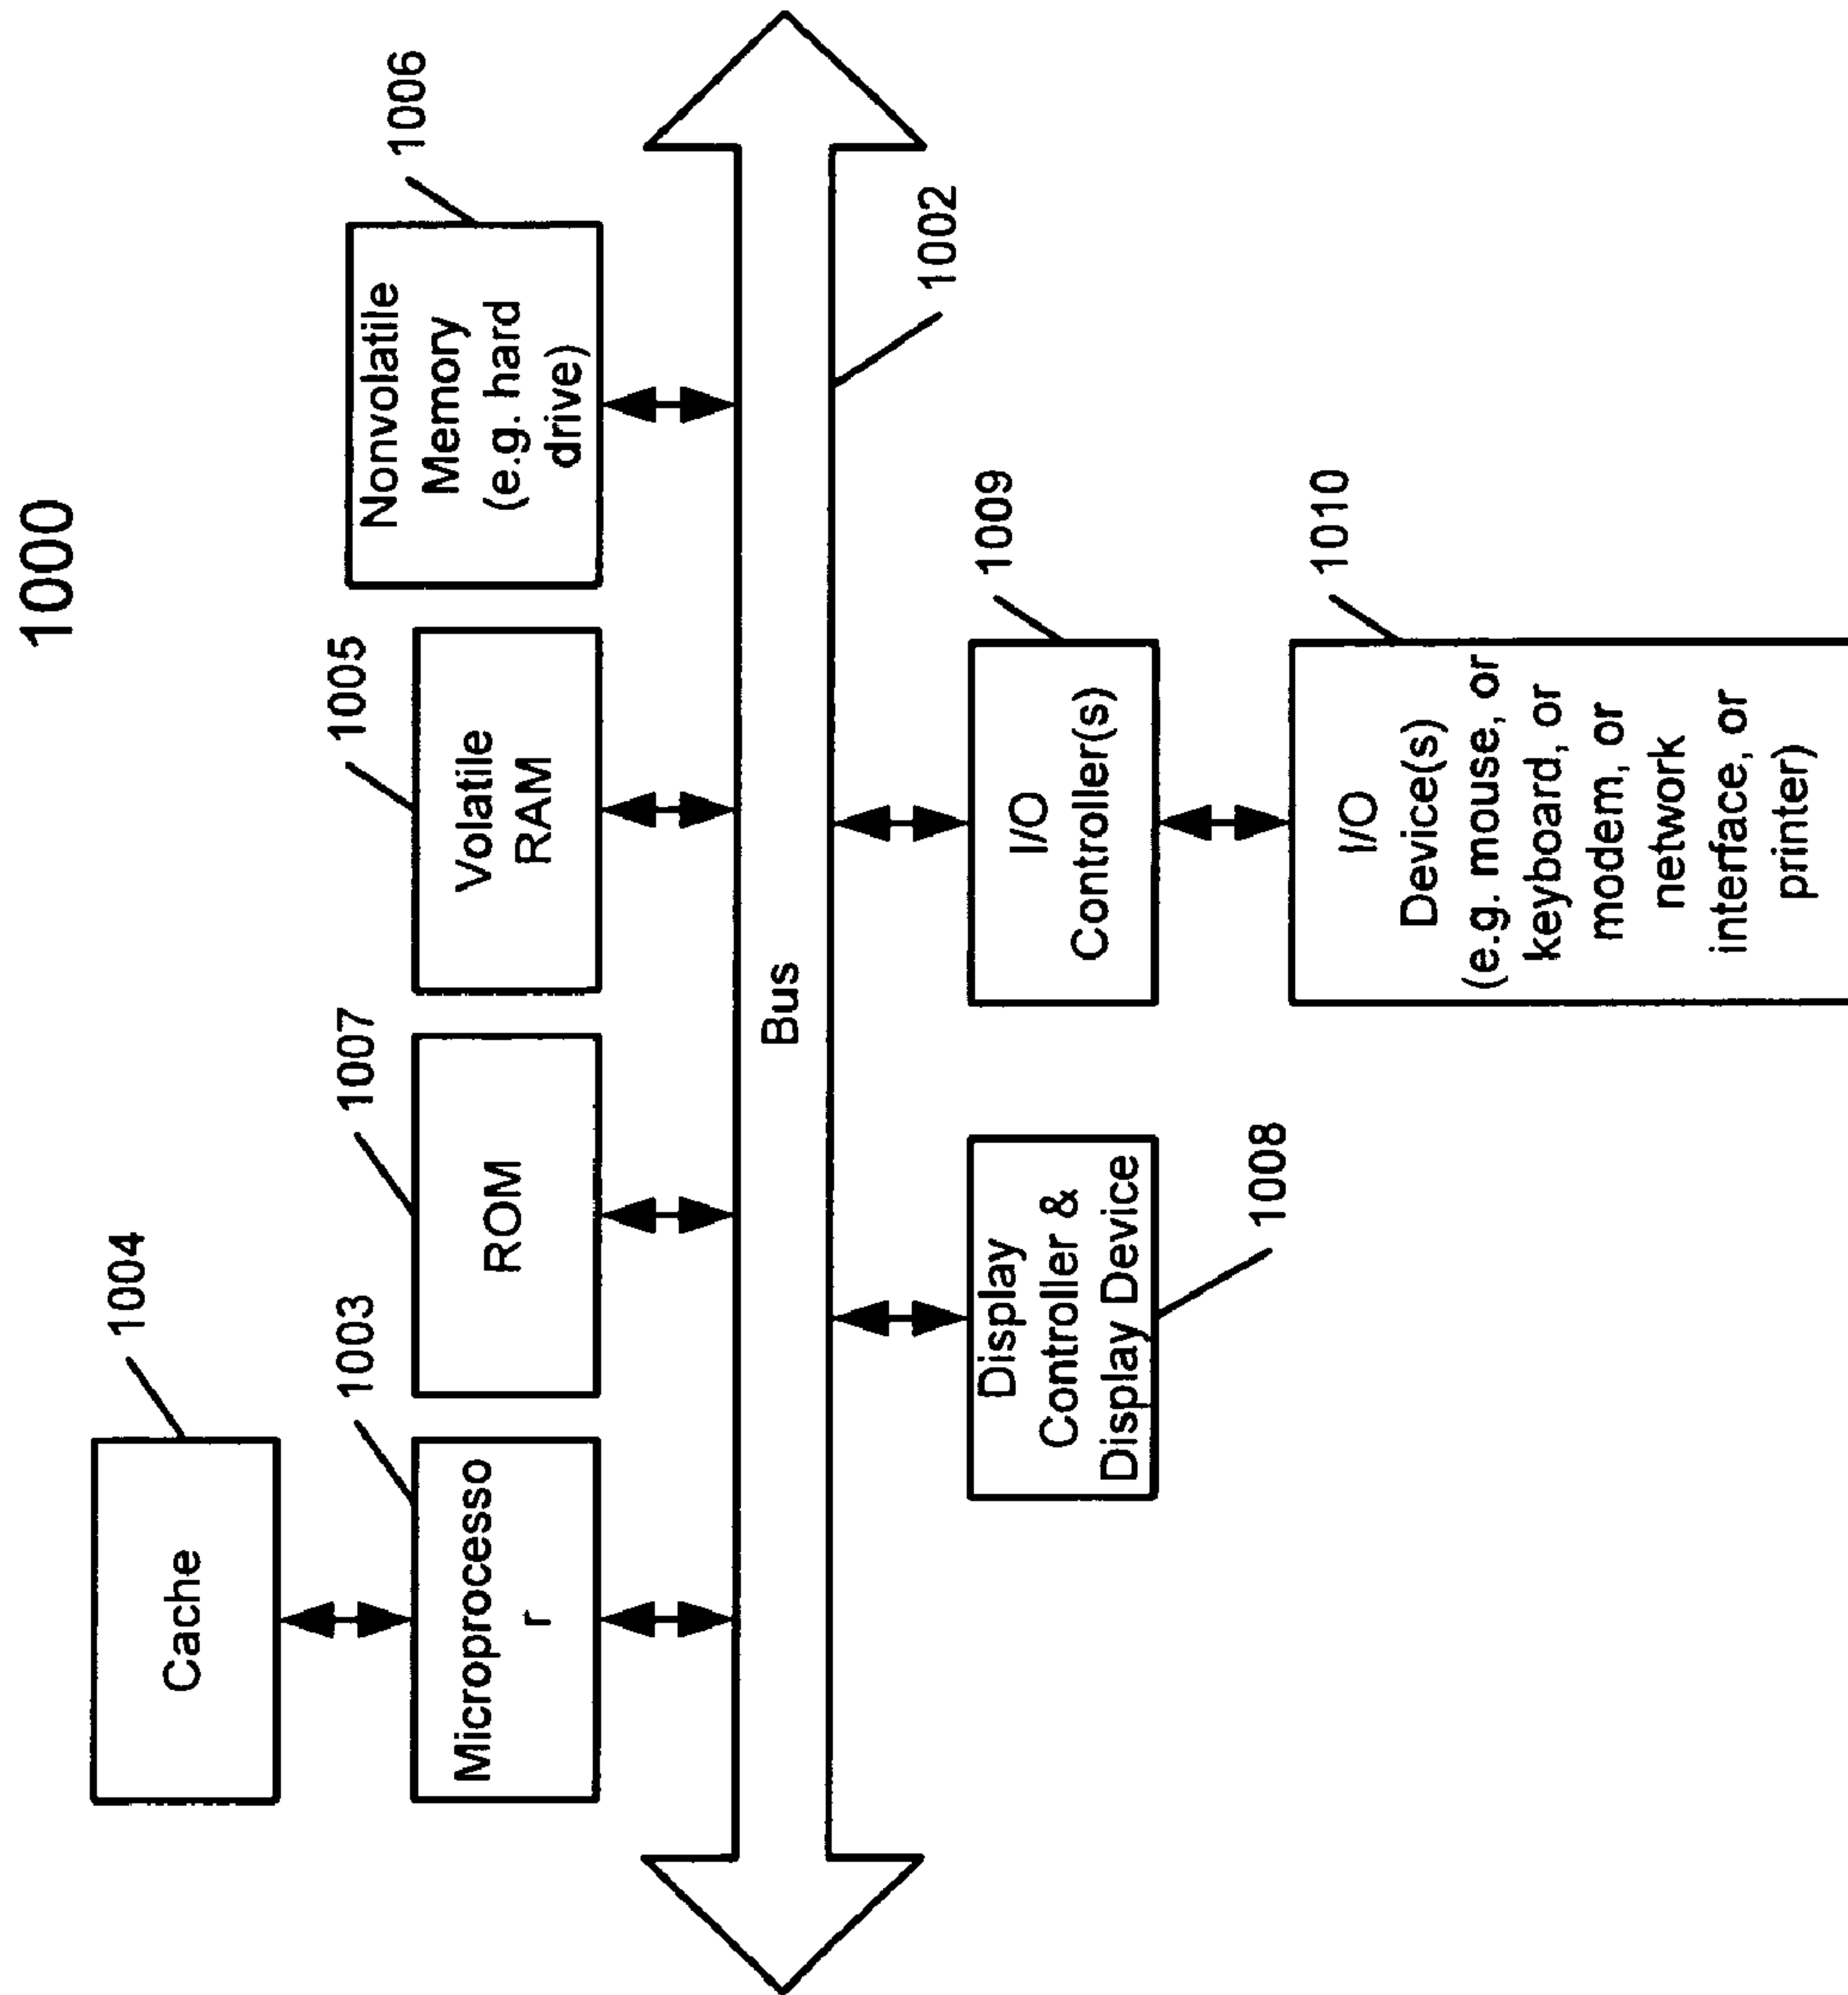 1000
1004
Cache
1003
Microprocesso
r
1007
ROM
1005
Volatile
RAM
1006
Nonvolatile
Memory
(e.g. hard
drive)
Bus
1002
Display
Controller &
Display Device
1008
1009
I/O
Controller(s)
1010
I/O
Device(s)
(e.g. mouse, or
keyboard, or
modem, or
network
interface, or
printer)